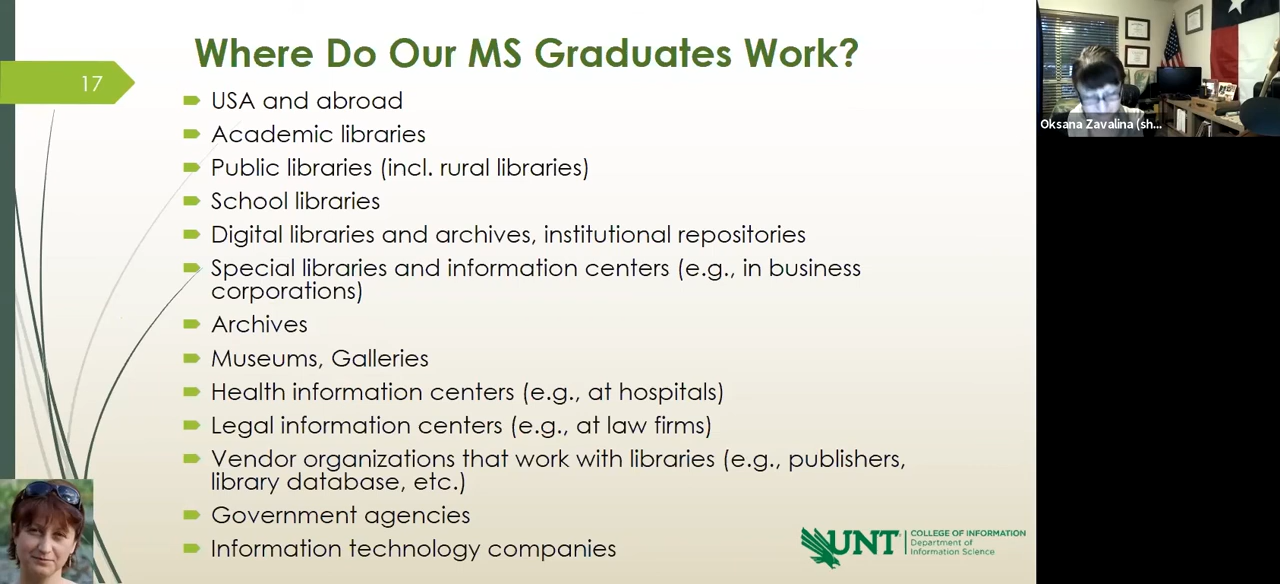 Where Do Our MS Graduates Work?
17
USA and abroad
Academic libraries
Public libraries (incl. rural libraries)
School libraries
Digital libraries and archives, institutional repositories
Special libraries and information centers (e.g., in business
corporations)
Archives
Museums, Galleries
Health information centers (e.g., at hospitals)
Legal information centers (e.g., at law firms)
Vendor organizations that work with libraries (e.g., publishers,
library database, etc.)
Government agencies
Information technology companies
UNT
COLLEGE OF INFORMATION
Department of
Information Science
Oksana Zavalina (sh...